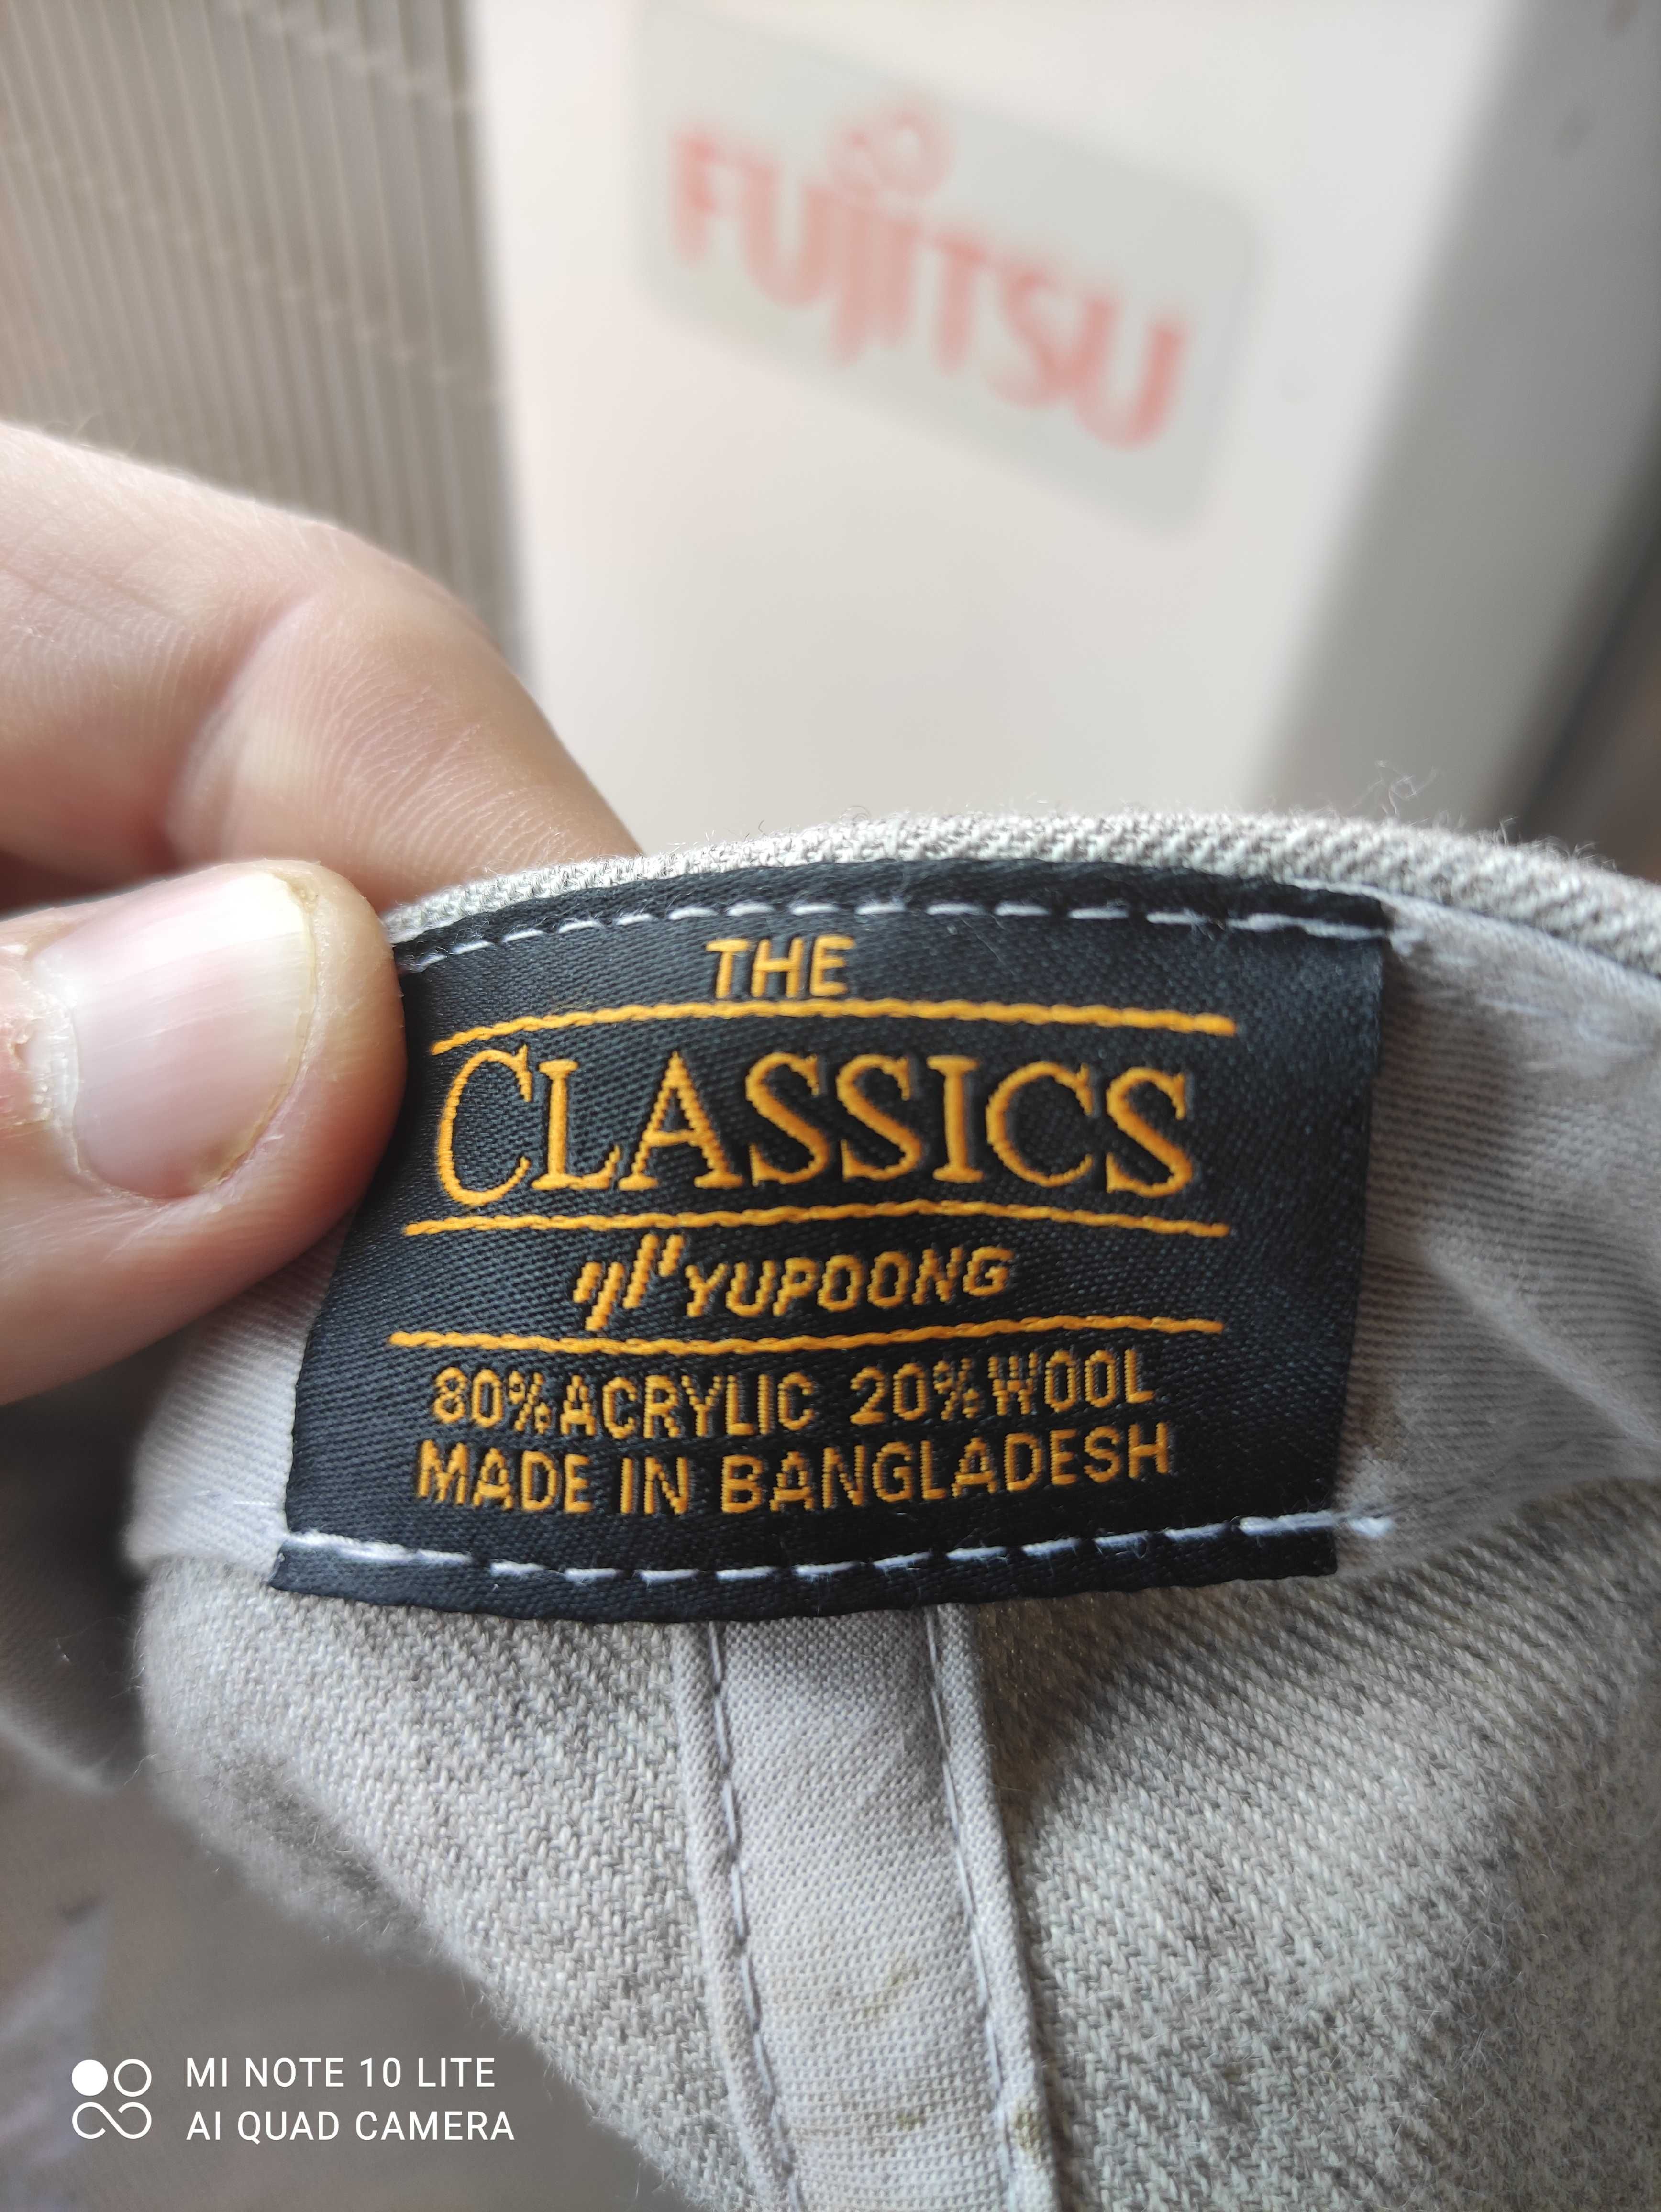 FUJITSU
THE
CLASSICS
YUPOONG
80% ACRYLIC 20% WOOL
MADE IN BANGLADESH
MI NOTE 10 LITE
AI QUAD CAMERA